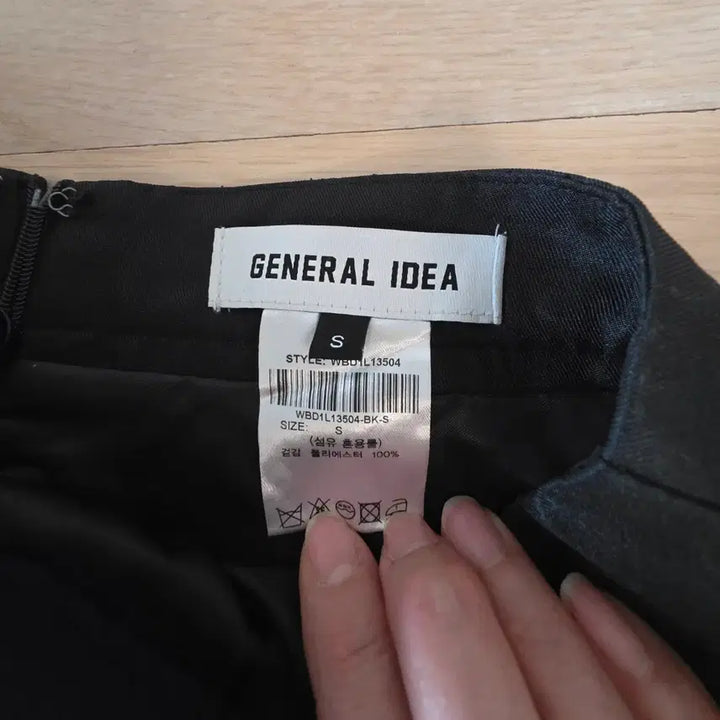 GENERAL IDEA
S
STYLE: WBD1L13504
WBD1L13504-BK-S
SIZE: S
(섬유 혼용률)
겉감 폴리에스터 100%